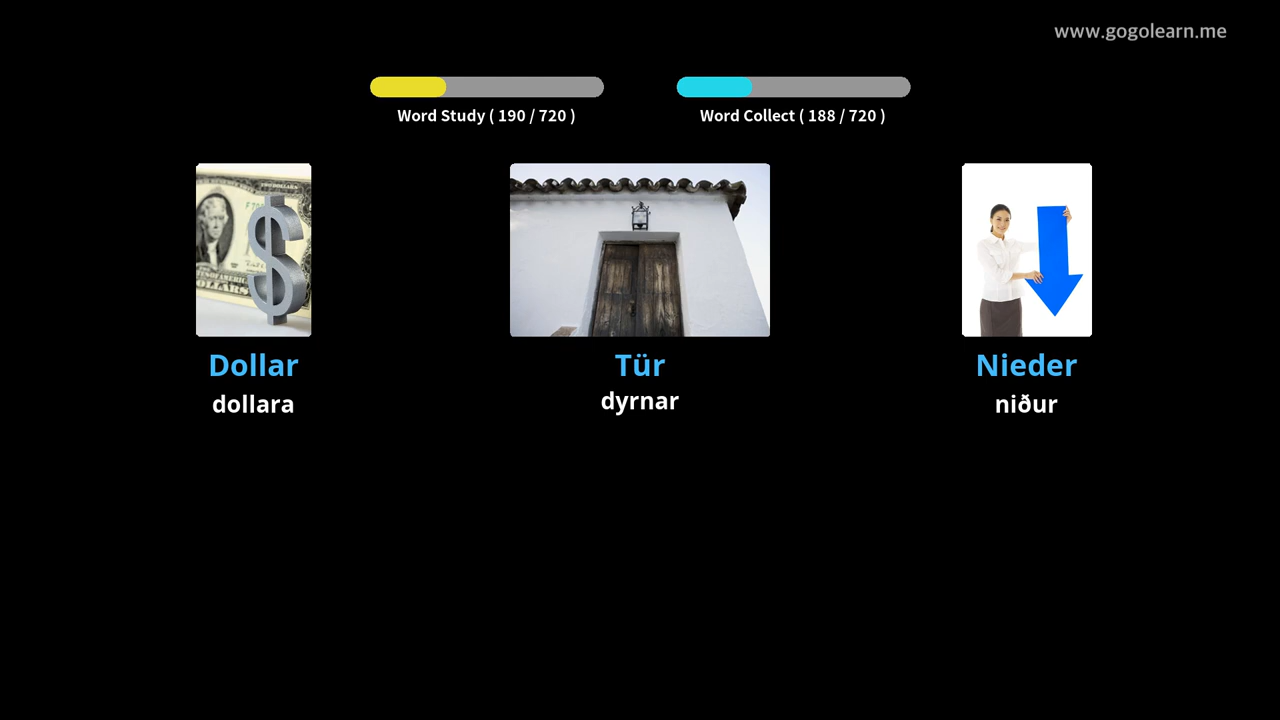 www.gogolearn.me
Word Study ( 190 / 720 )
Word Collect ( 188 / 720 )
Dollar
dollara
Tür
dyrnar
Nieder
niður